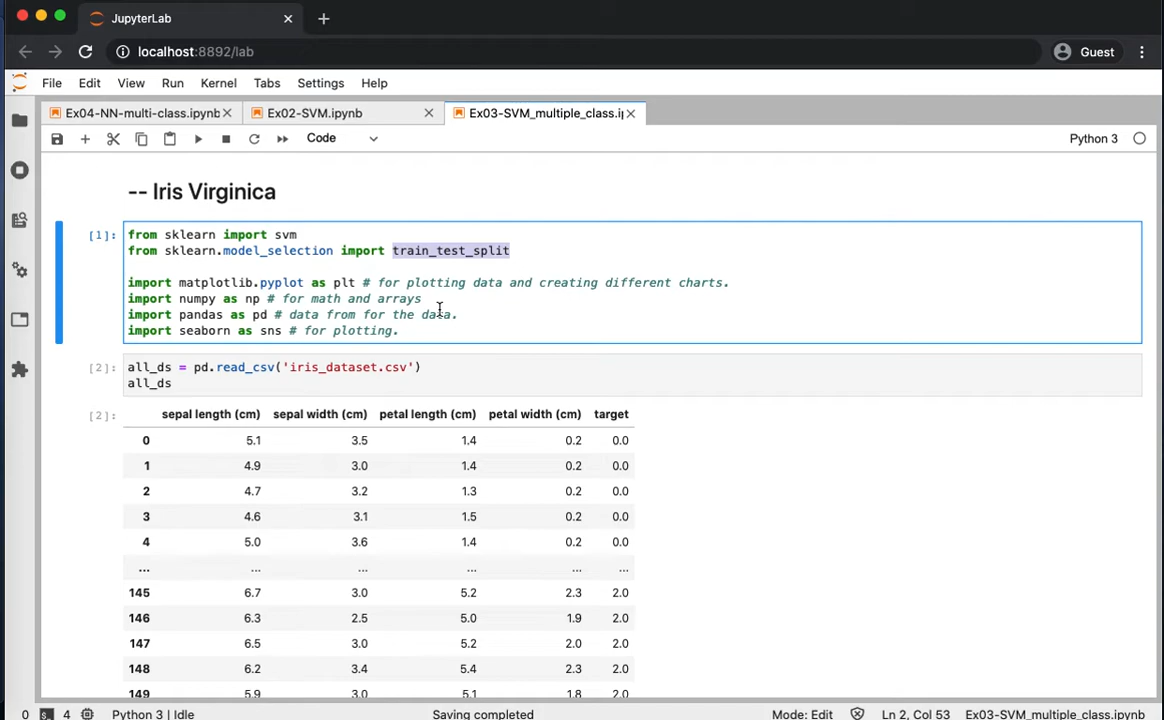 JupyterLab
localhost:8892/lab
Guest
File Edit View Run Kernel Tabs Settings Help
Ex04-NN-multi-class.ipynb Ex02-SVM.ipynb Ex03-SVM_multiple_class.i
Code Python 3
-- Iris Virginica
[1]: from sklearn import svm
from sklearn.model_selection import train_test_split
import matplotlib.pyplot as plt # for plotting data and creating different charts.
import numpy as np # for math and arrays
import pandas as pd # data from for the data.
import seaborn as sns # for plotting.
[2]: all_ds = pd.read_csv('iris_dataset.csv')
all_ds
[2]: sepal length (cm) sepal width (cm) petal length (cm) petal width (cm) target
0 5.1 3.5 1.4 0.2 0.0
1 4.9 3.0 1.4 0.2 0.0
2 4.7 3.2 1.3 0.2 0.0
3 4.6 3.1 1.5 0.2 0.0
4 5.0 3.6 1.4 0.2 0.0
... ... ... ... ... ...
145 6.7 3.0 5.2 2.3 2.0
146 6.3 2.5 5.0 1.9 2.0
147 6.5 3.0 5.2 2.0 2.0
148 6.2 3.4 5.4 2.3 2.0
149 5.9 3.0 5.1 1.8 2.0
0 4 Python 3 | Idle Saving completed Mode: Edit Ln 2, Col 53 Ex03-SVM_multiple_class.ipynb